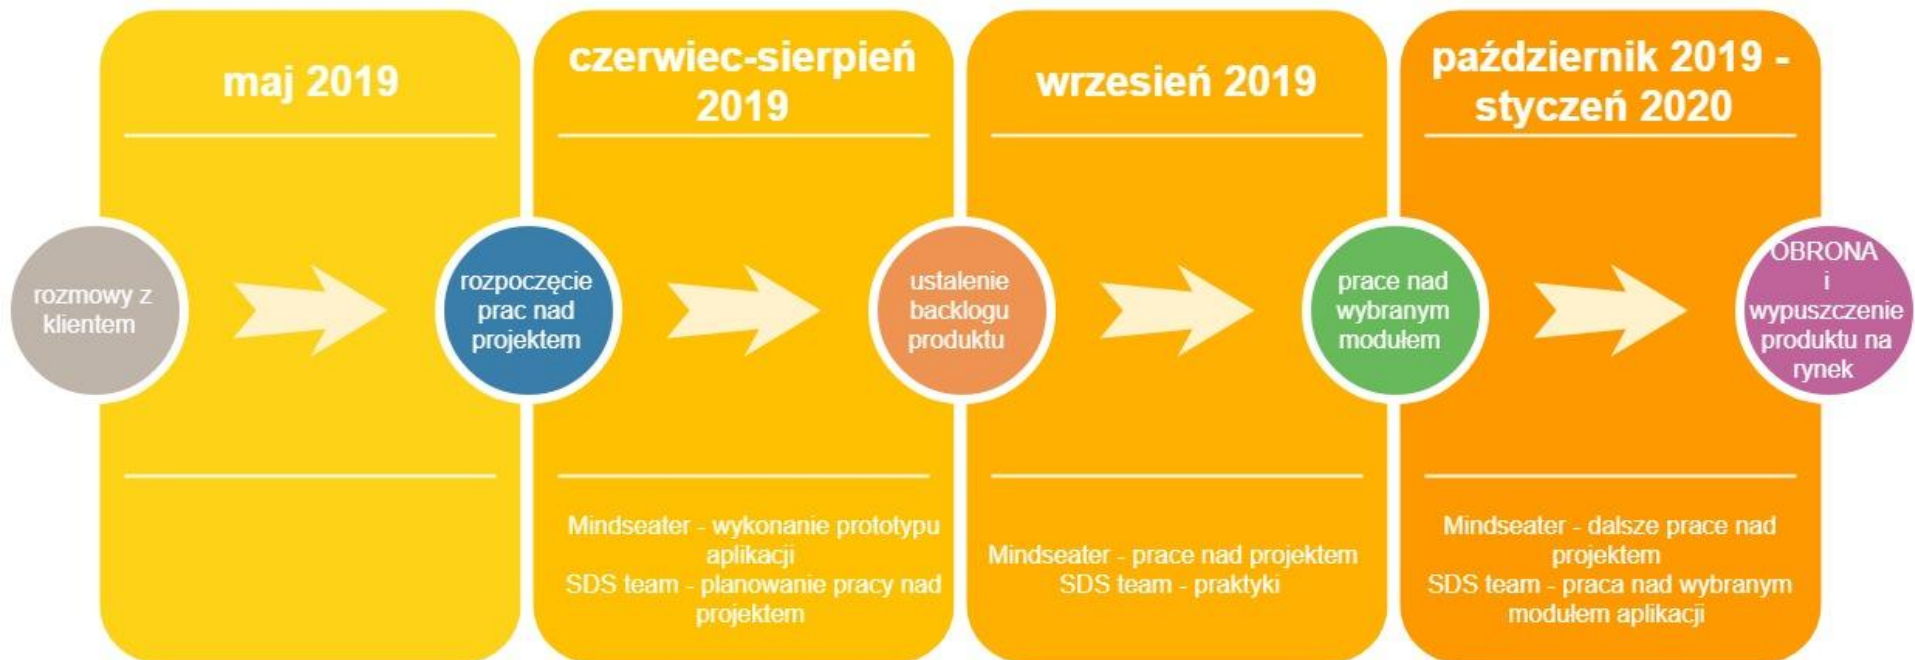 maj 2019
czerwiec-sierpień
2019
wrzesień 2019
październik 2019 -
styczeń 2020
rozmowy z
klientem
rozpoczęcie
prac nad
projektem
ustalenie
backlogu
produktu
prace nad
wybranym
modułem
OBRONA
i
wypuszczenie
produktu na
rynek
Mindseater - wykonanie prototypu
aplikacji
SDS team - planowanie pracy nad
projektem
Mindseater - prace nad projektem
SDS team - praktyki
Mindseater - dalsze prace nad
projektem
SDS team - praca nad wybranym
modułem aplikacji